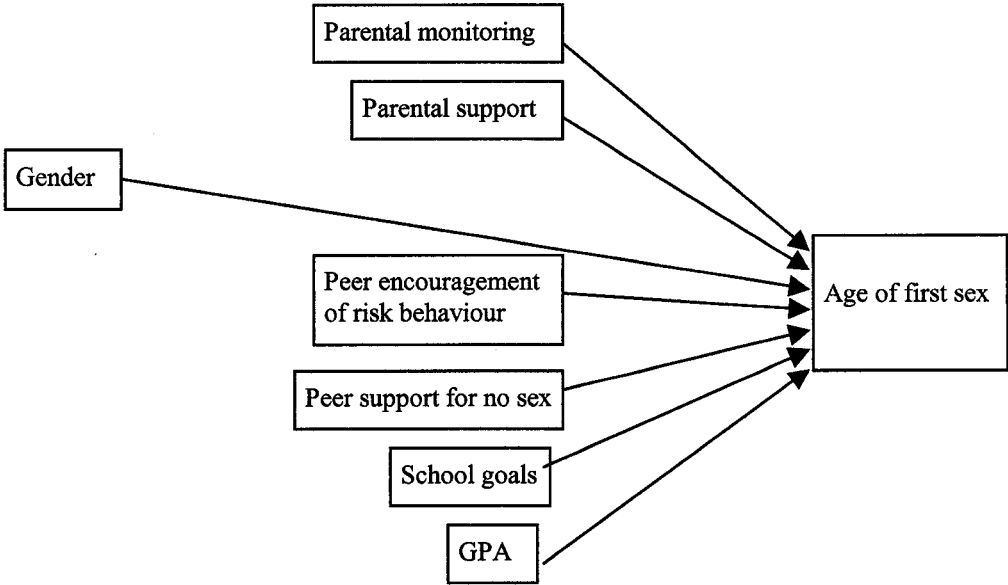 Parental monitoring
Parental support
Gender
Peer encouragement
of risk behaviour
Age of first sex
Peer support for no sex
School goals
GPA